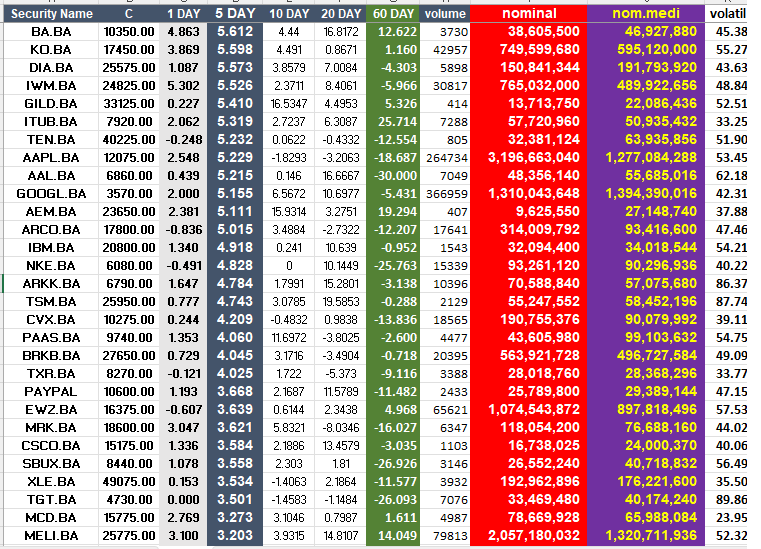 Security Name C 1 DAY 5 DAY 10 DAY 20 DAY 60 DAY volume nominal nom.medi volatil
BA.BA 10350.00 4.863 5.612 4.44 16.8172 12.622 3730 38,605,500 46,927,880 45.38
KO.BA 17450.00 3.869 5.598 4.491 0.8671 1.160 42957 749,599,680 595,120,000 55.27
DIA.BA 25575.00 1.087 5.573 3.8579 7.0084 -4.303 5898 150,841,344 191,793,920 43.63
IWM.BA 24825.00 5.302 5.526 2.3711 8.4061 -5.966 30817 765,032,000 489,922,656 48.84
GILD.BA 33125.00 0.227 5.410 16.5347 4.4953 5.326 414 13,713,750 22,086,436 52.51
ITUB.BA 7920.00 2.062 5.319 2.7237 6.3087 25.714 7288 57,720,960 50,935,432 33.25
TEN.BA 40225.00 -0.248 5.232 0.0622 -0.4332 -12.554 805 32,381,124 63,935,856 51.90
AAPL.BA 12075.00 2.548 5.229 -1.8293 -3.2063 -18.687 264734 3,196,663,040 1,277,084,288 53.45
AAL.BA 6860.00 0.439 5.215 0.146 16.6667 -30.000 7049 48,356,140 55,685,016 62.18
GOOGL.BA 3570.00 2.000 5.155 6.5672 10.6977 -5.431 366959 1,310,043,648 1,394,390,016 42.31
AEM.BA 23650.00 2.381 5.111 15.9314 3.2751 19.294 407 9,625,550 27,148,740 37.88
ARCO.BA 17800.00 -0.836 5.015 3.4884 -2.7322 -12.207 17641 314,009,792 93,416,600 47.46
IBM.BA 20800.00 1.340 4.918 0.241 10.639 -0.952 1543 32,094,400 34,018,544 54.21
NKE.BA 6080.00 -0.491 4.828 0 10.1449 -25.763 15339 93,261,120 90,296,936 40.22
ARKK.BA 6790.00 1.647 4.784 1.7991 15.2801 -3.138 10396 70,588,840 57,075,680 86.37
TSM.BA 25950.00 0.777 4.743 3.0785 19.5853 -0.288 2129 55,247,552 58,452,196 87.74
CVX.BA 10275.00 0.244 4.209 -0.4832 0.9838 -13.836 18565 190,755,376 90,079,992 39.11
PAAS.BA 9740.00 1.353 4.060 11.6972 -3.8025 -2.600 4477 43,605,980 99,103,632 54.75
BRKB.BA 27650.00 0.729 4.045 3.1716 -3.4904 -0.718 20395 563,921,728 496,727,584 49.09
TXR.BA 8270.00 -0.121 4.025 1.722 -5.373 -9.116 3388 28,018,760 28,368,296 33.77
PAYPAL 10600.00 1.193 3.668 2.1687 11.5789 -11.482 2433 25,789,800 29,389,144 47.15
EWZ.BA 16375.00 -0.607 3.639 0.6144 2.3438 4.968 65621 1,074,543,872 897,818,496 57.53
MRK.BA 18600.00 3.047 3.621 5.8321 -8.0346 -16.027 6347 118,054,200 76,688,160 44.02
CSCO.BA 15175.00 1.336 3.584 2.1886 13.4579 -3.035 1103 16,738,025 24,000,370 40.06
SBUX.BA 8440.00 1.078 3.558 2.303 1.81 -26.926 3146 26,552,240 40,718,832 56.49
XLE.BA 49075.00 0.153 3.534 -1.4063 2.1864 -11.577 3932 192,962,896 176,221,600 35.50
TGT.BA 4730.00 0.000 3.501 -1.4583 -1.1484 -26.093 7076 33,469,480 40,174,240 89.86
MCD.BA 15775.00 2.769 3.273 3.1046 0.7987 1.611 4987 78,669,928 65,988,084 23.95
MELI.BA 25775.00 3.100 3.203 3.9315 14.8107 14.049 79813 2,057,180,032 1,320,711,936 52.32